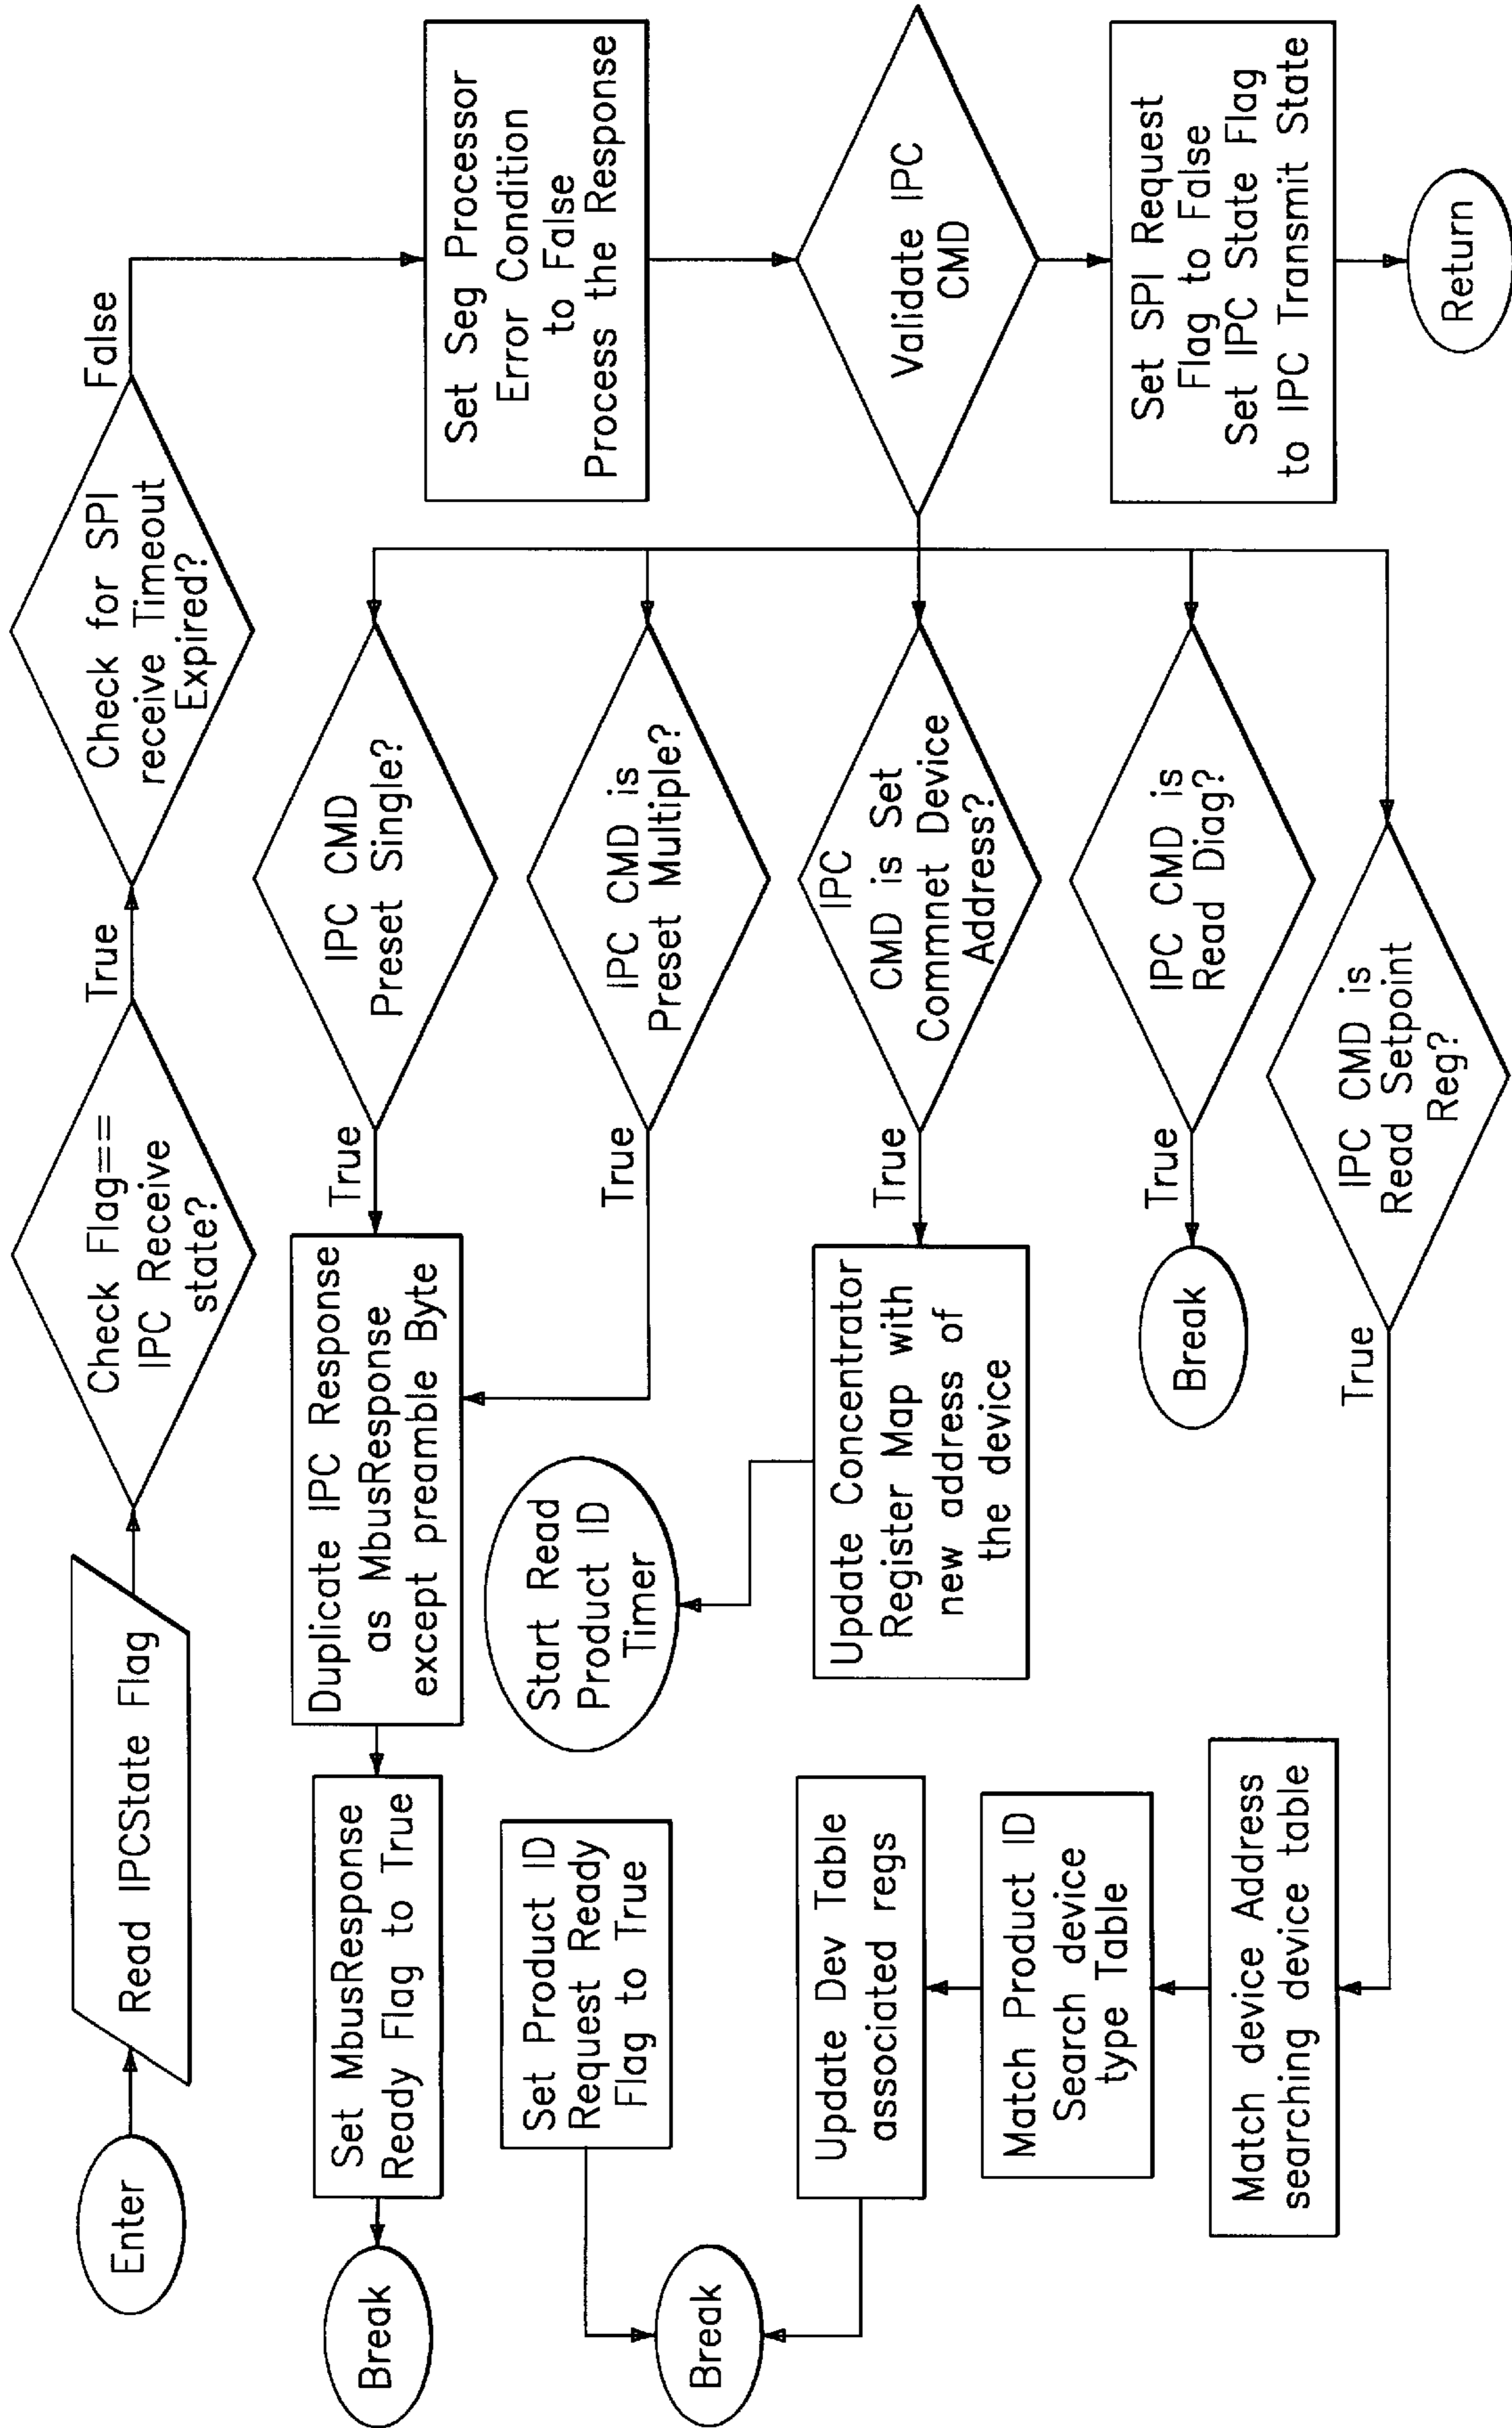 Enter
Read IPCState Flag
Check Flag==
IPC Receive
state?
True
Check for SPI
receive Timeout
Expired?
False
Set Seg Processor
Error Condition
to False
Process the Response
Validate IPC
CMD
Set SPI Request
Flag to False
Set IPC State Flag
to IPC Transmit State
Return
IPC CMD
Preset Single?
True
Duplicate IPC Response
as MbusResponse
except preamble Byte
Set MbusResponse
Ready Flag to True
Break
IPC CMD is
Preset Multiple?
True
IPC
CMD is Set
Commnet Device
Address?
True
Update Concentrator
Register Map with
new address of
the device
Start Read
Product ID
Timer
Set Product ID
Request Ready
Flag to True
Break
IPC CMD is
Read Diag?
True
Break
IPC CMD is
Read Setpoint
Reg?
True
Match device Address
searching device table
Match Product ID
Search device
type Table
Update Dev Table
associated regs